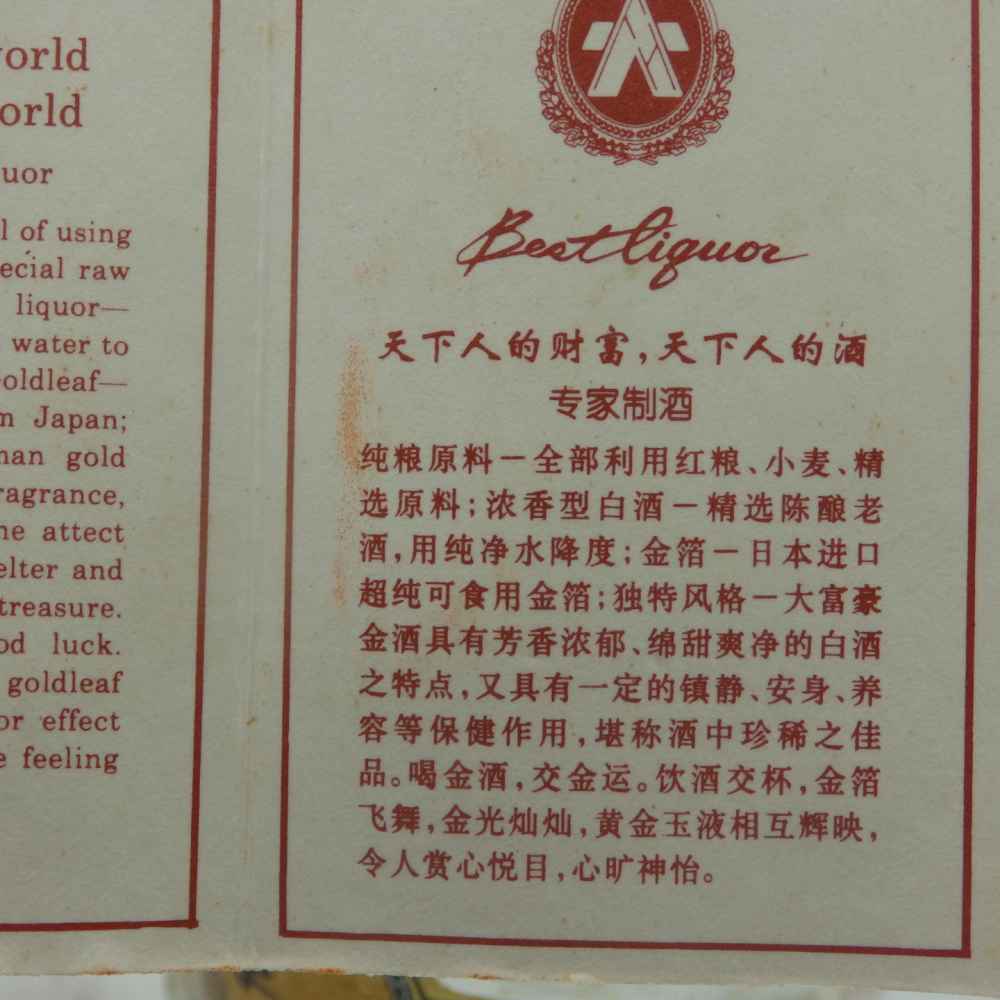 orld
orld
uor
l of using
ecial raw
liquor—
water to
oldleaf—
m Japan;
man gold
ragrance,
he attect
elter and
treasure.
od luck.
goldleaf
or effect
e feeling
Best liquor
天下人的财富,天下人的酒
专家制酒
纯粮原料－全部利用红粮、小麦、精
选原料;浓香型白酒－精选陈酿老
酒,用纯净水降度;金箔－日本进口
超纯可食用金箔;独特风格－大富豪
金酒具有芳香浓郁、绵甜爽净的白酒
之特点,又具有一定的镇静、安身、养
容等保健作用,堪称酒中珍稀之佳
品。喝金酒,交金运。饮酒交杯,金箔
飞舞,金光灿灿,黄金玉液相互辉映,
令人赏心悦目,心旷神怡。